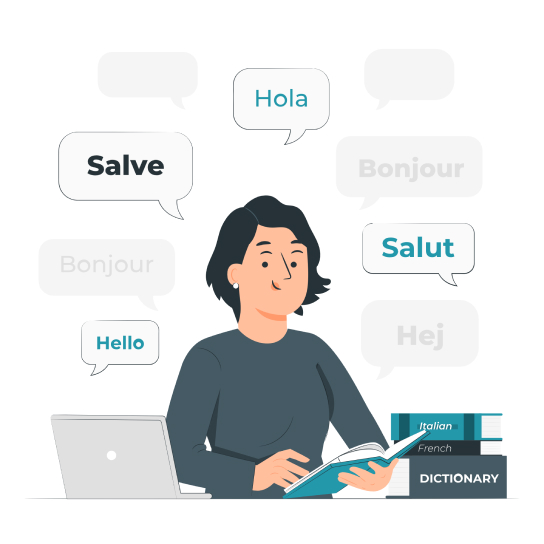 Hola
Salve
Bonjour
Salut
Bonjour
Hej
Hello
Italian
French
DICTIONARY